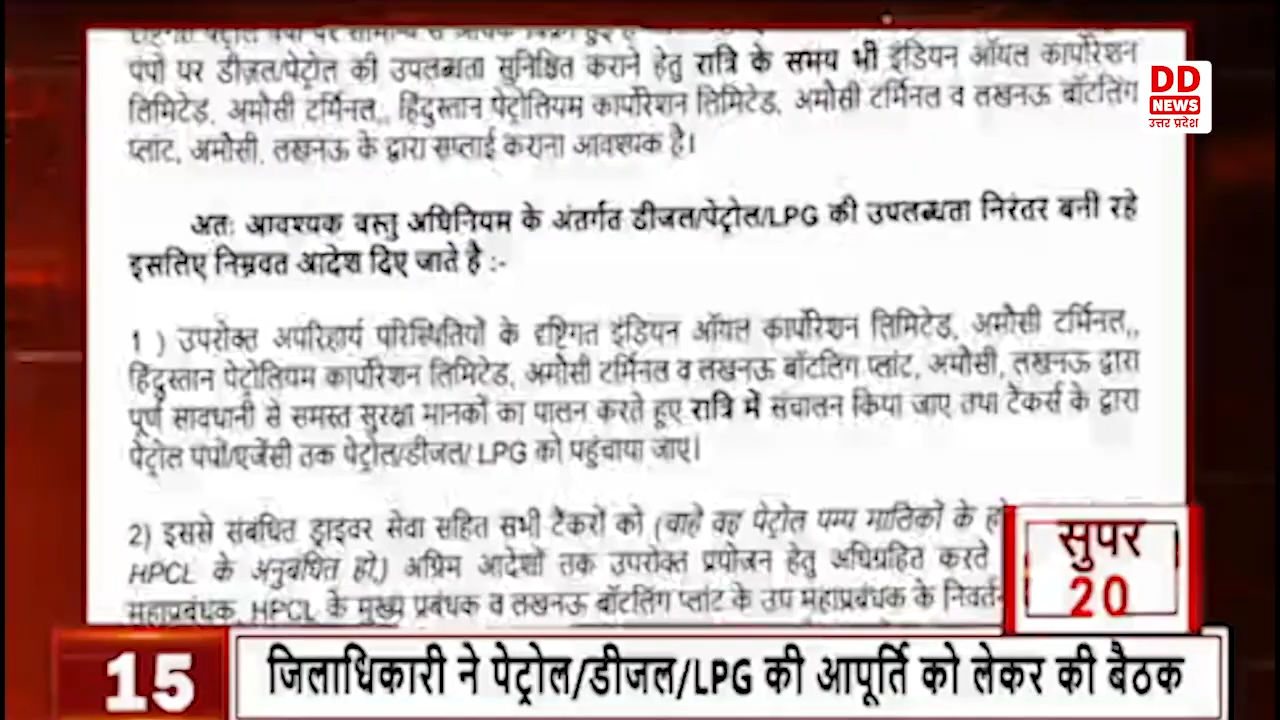 पंपों पर डीज़ल/पेट्रोल की उपलब्धता सुनिश्चित कराने हेतु रात्रि के समय भी इंडियन ऑयल कार्पोरेशन
लिमिटेड, अमौसी टर्मिनल,, हिंदुस्तान पेट्रोलियम कार्पोरेशन लिमिटेड, अमौसी टर्मिनल व लखनऊ बॉटलिंग
प्लांट, अमौसी, लखनऊ के द्वारा सप्लाई कराना आवश्यक है।
अतः आवश्यक वस्तु अधिनियम के अंतर्गत डीजल/पेट्रोल/LPG की उपलब्धता निरंतर बनी रहे
इसलिए निम्नवत आदेश दिए जाते है :-
1 ) उपरोक्त अपरिहार्य परिस्थितियों के दृष्टिगत इंडियन ऑयल कार्पोरेशन लिमिटेड, अमौसी टर्मिनल,,
हिंदुस्तान पेट्रोलियम कार्पोरेशन लिमिटेड, अमौसी टर्मिनल व लखनऊ बॉटलिंग प्लांट, अमौसी, लखनऊ द्वारा
पूर्ण सावधानी से समस्त सुरक्षा मानकों का पालन करते हुए रात्रि में संचालन किया जाए तथा टैंकर्स के द्वारा
पेट्रोल पंपों/एजेंसी तक पेट्रोल/डीजल/ LPG को पहुंचाया जाए।
2) इससे संबंधित ड्राइवर सेवा सहित सभी टैंकरों को (चाहे वह पेट्रोल पम्प मालिकों के हो
HPCL के अनुबंधित हो) अग्रिम आदेशों तक उपरोक्त प्रयोजन हेतु अधिग्रहित करते
महाप्रबंधक, HPCL के मुख्य प्रबंधक व लखनऊ बॉटलिंग प्लांट के उप महाप्रबंधक के
DD
NEWS
उत्तर प्रदेश
सुपर
20
15
जिलाधिकारी ने पेट्रोल/डीजल/LPG की आपूर्ति को लेकर की बैठक